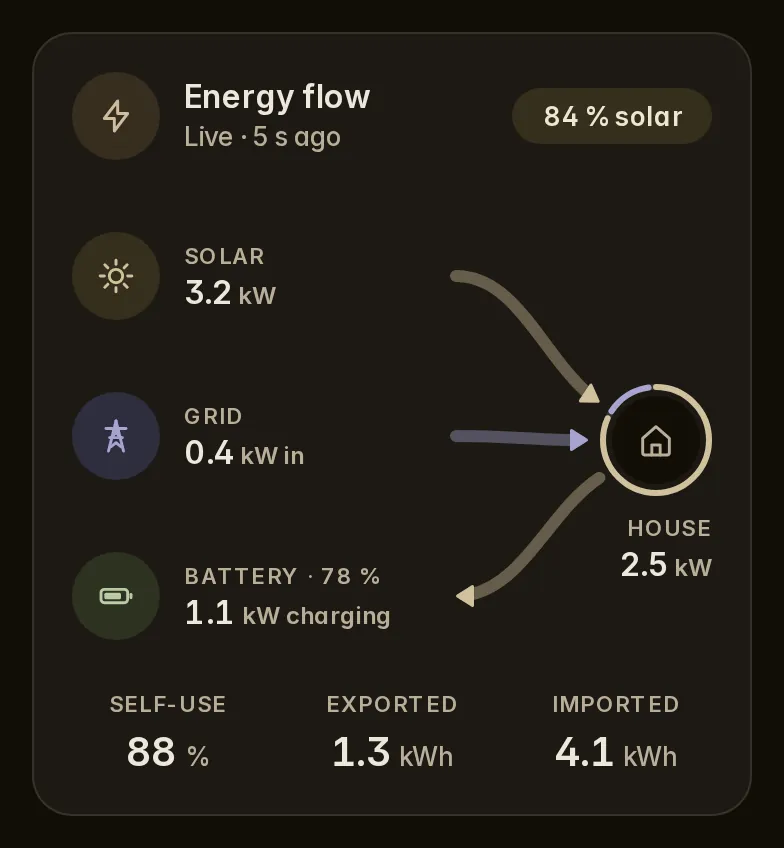 Energy flow
Live · 5 s ago
84 % solar
SOLAR
3.2 kW
GRID
0.4 kW in
HOUSE
2.5 kW
BATTERY · 78 %
1.1 kW charging
SELF-USE
88 %
EXPORTED
1.3 kWh
IMPORTED
4.1 kWh